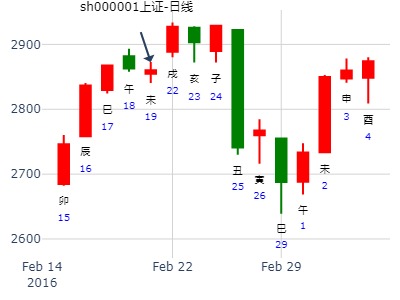 sh000001上证-日线
2900
2800
2700
2600
卯
15
辰
16
巳
17
午
18
未
19
戌
22
亥
23
子
24
丑
25
寅
26
巳
29
午
1
未
2
申
3
酉
4
Feb 14
2016
Feb 22
Feb 29